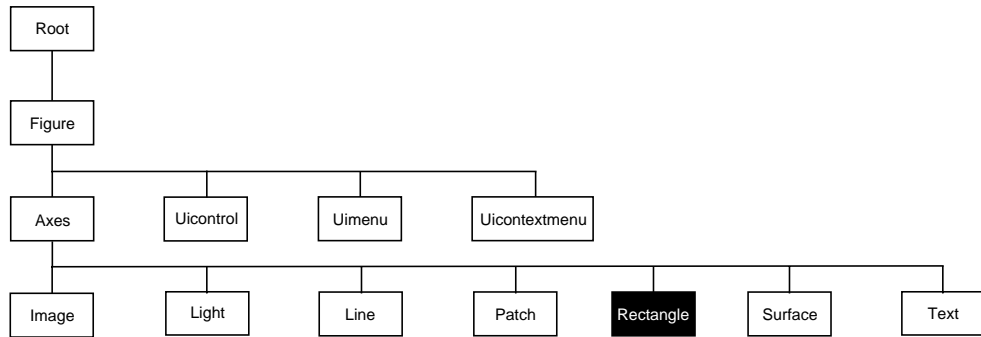 Root
Figure
Axes
Uicontrol
Uimenu
Uicontextmenu
Image
Light
Line
Patch
Rectangle
Surface
Text